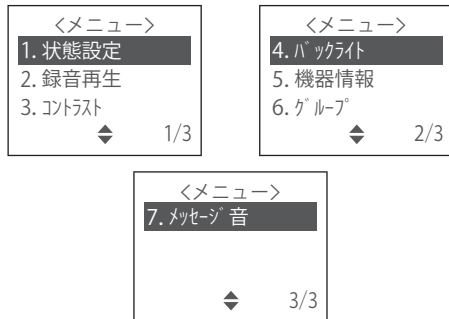 <メニュー>
1. 状態設定
2. 録音再生
3. ｺﾝﾄﾗｽﾄ
1/3
<メニュー>
4. ﾊﾞｯｸﾗｲﾄ
5. 機器情報
6. ｸﾞﾙｰﾌﾟ
2/3
<メニュー>
7. ﾒｯｾｰｼﾞ音
3/3